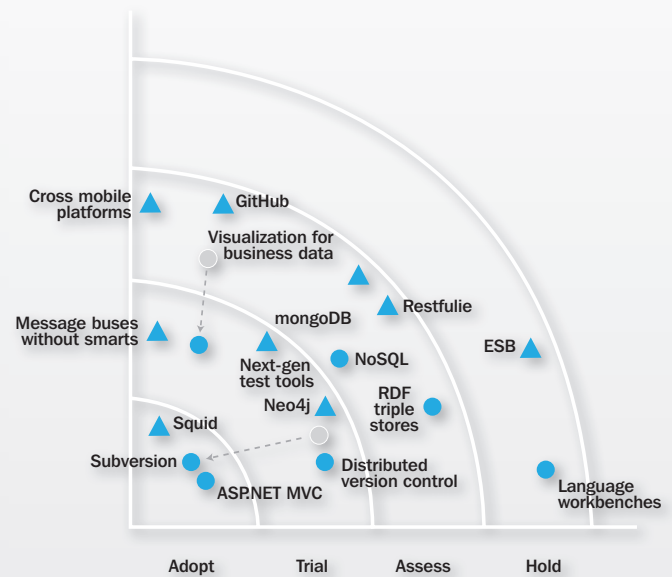 Cross mobile
platforms
GitHub
Visualization for
business data
Restfulie
mongoDB
Message buses
without smarts
ESB
NoSQL
Next-gen
test tools
RDF
triple
stores
Neo4j
Squid
Subversion
Distributed
version control
ASP.NET MVC
Language
workbenches
Adopt
Trial
Assess
Hold